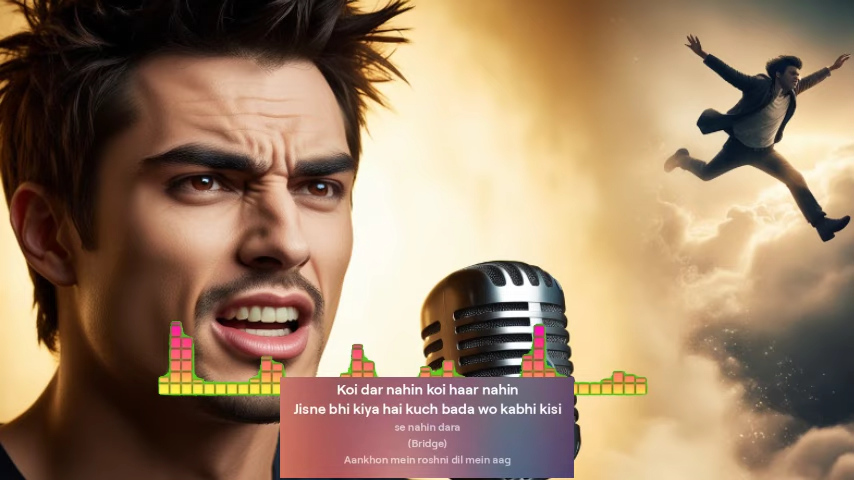 Koi dar nahin koi haar nahin
Jisne bhi kiya hai kuch bada wo kabhi kisi
se nahin dara
(Bridge)
Aankhon mein roshni dil mein aag